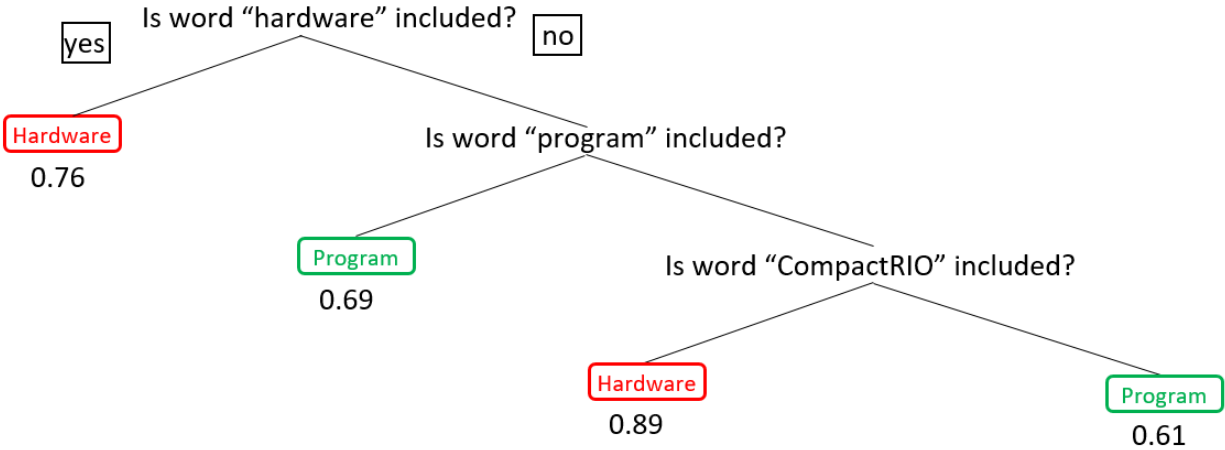 Is word “hardware” included?
yes
no
Hardware
0.76
Is word “program” included?
Program
0.69
Is word “CompactRIO” included?
Hardware
0.89
Program
0.61